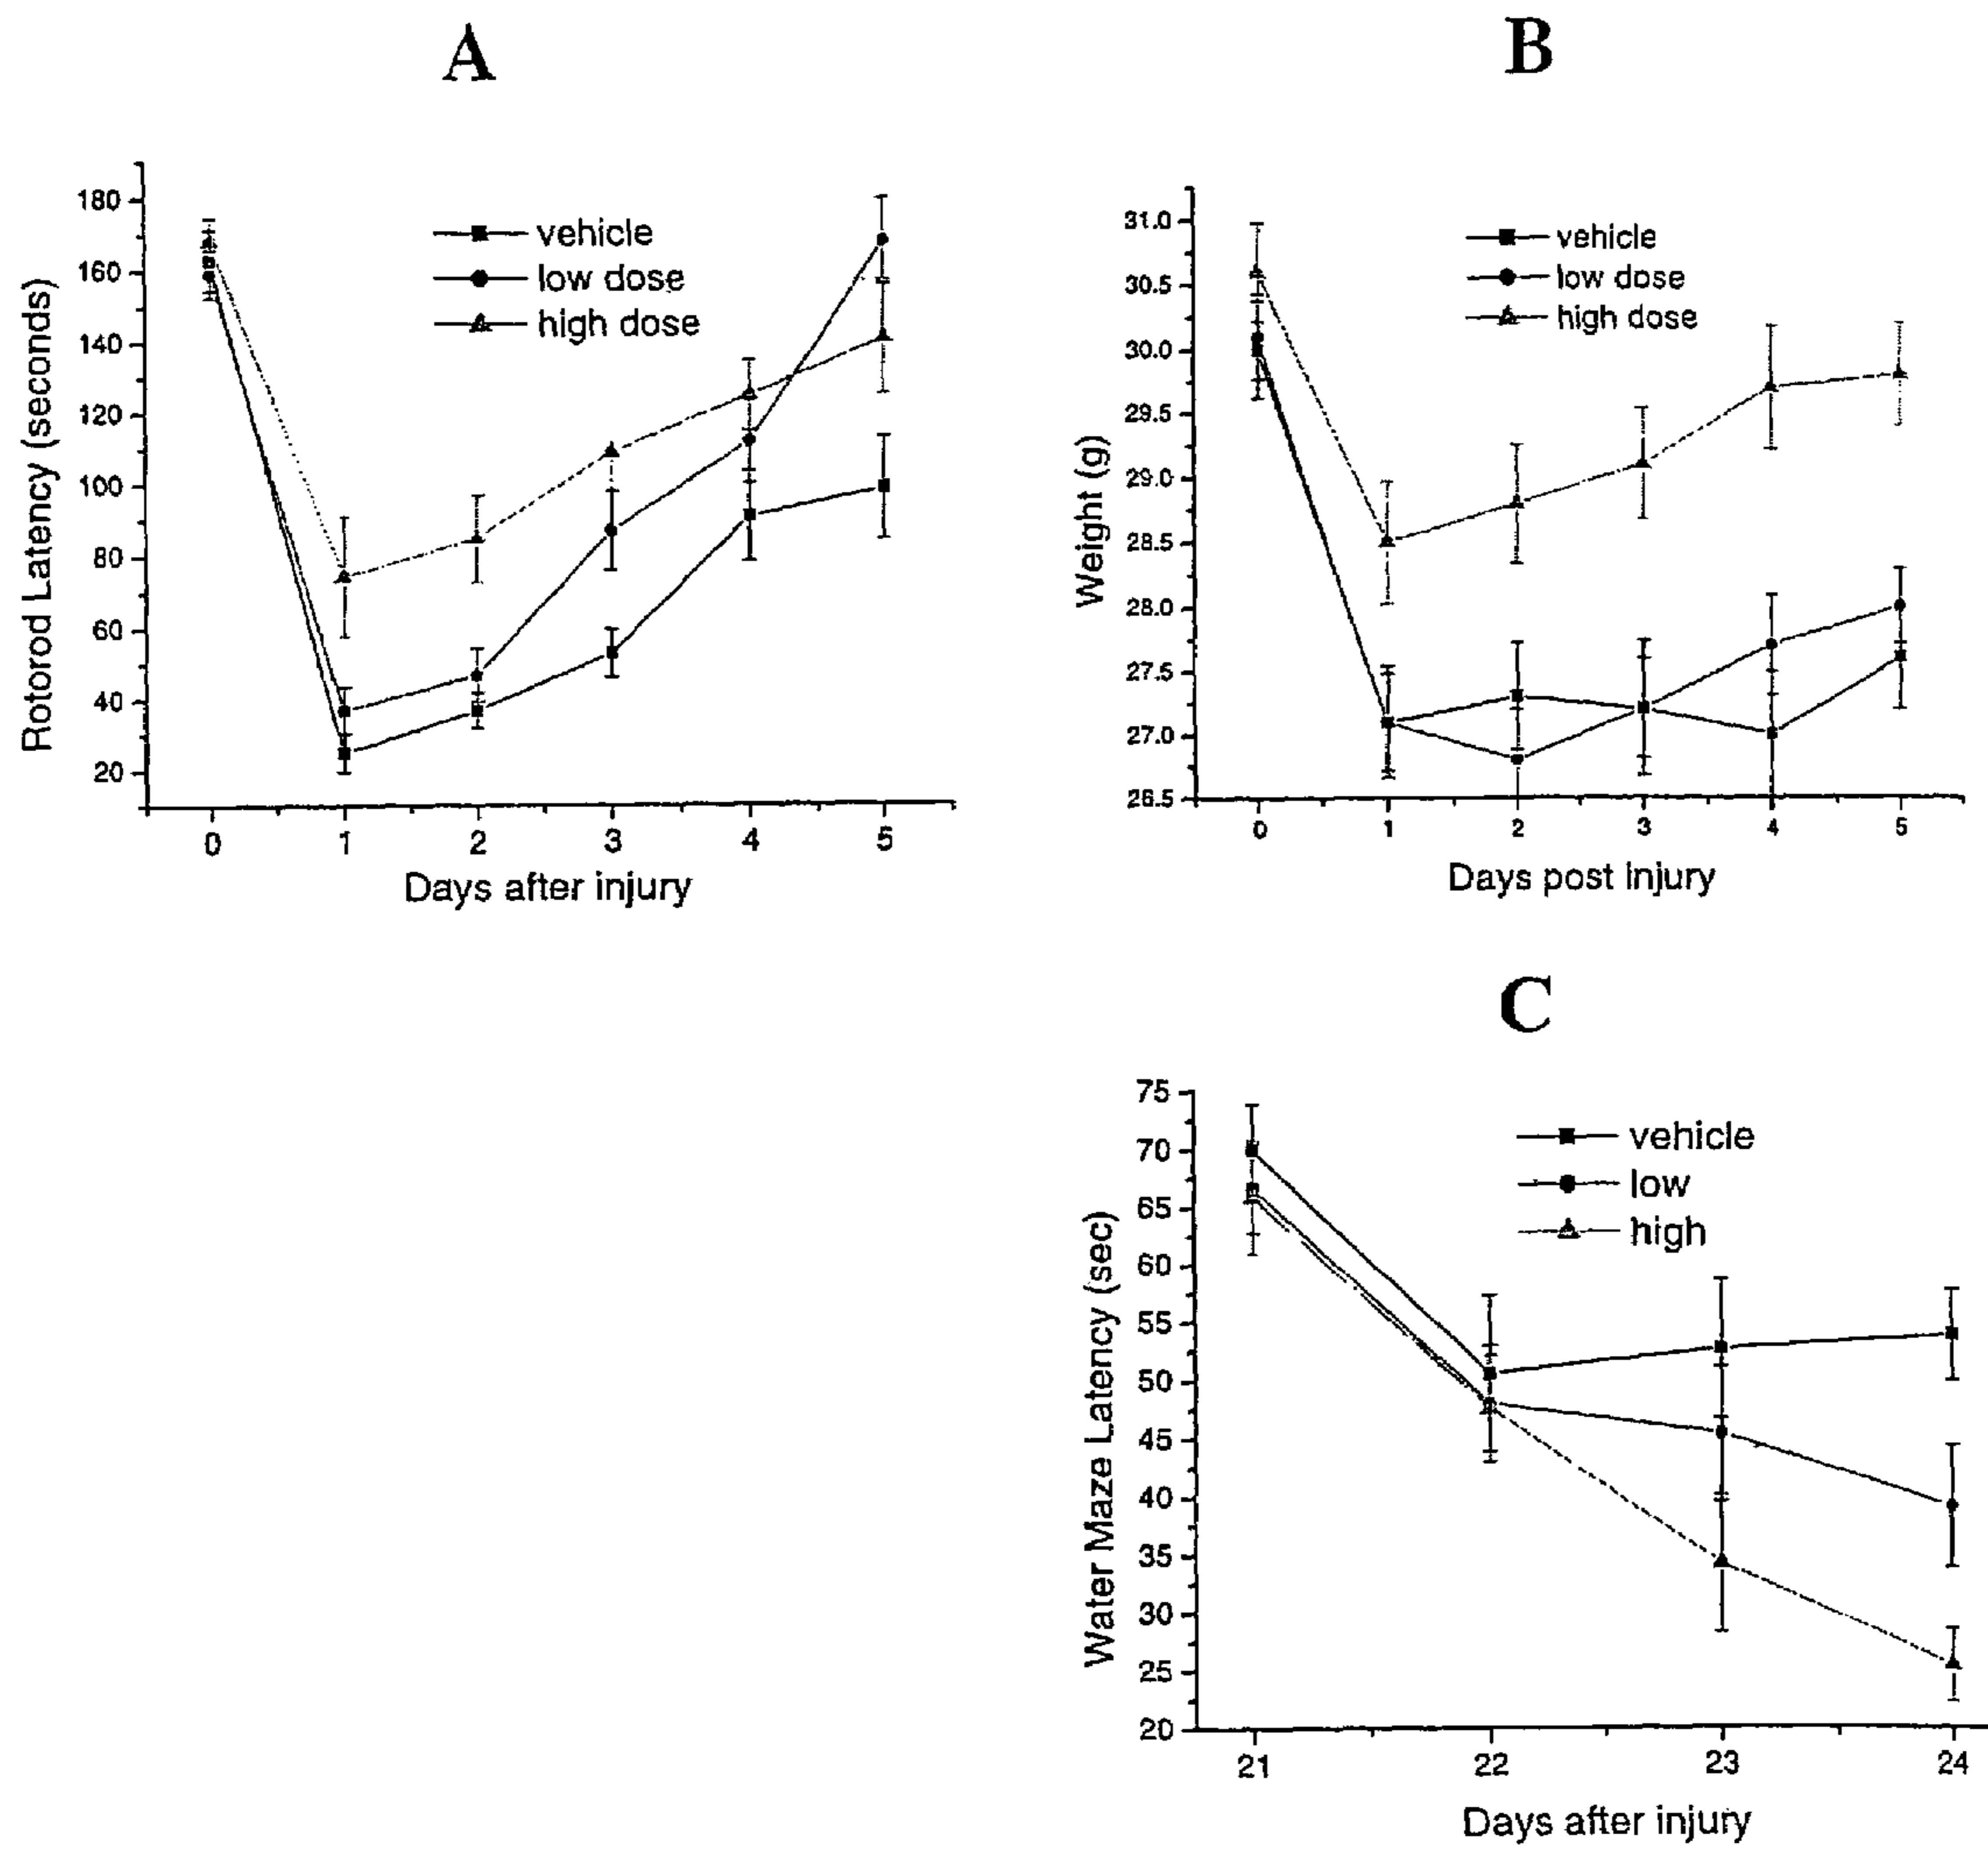 A
180
160
140
120
100
80
60
40
20
Rotorod Latency (seconds)
vehicle
low dose
high dose
0 1 2 3 4 5
Days after injury
B
31.0
30.5
30.0
29.5
29.0
28.5
28.0
27.5
27.0
26.5
Weight (g)
vehicle
low dose
high dose
0 1 2 3 4 5
Days post Injury
C
75
70
65
60
55
50
45
40
35
30
25
20
Water Maze Latency (sec)
vehicle
low
high
21 22 23 24
Days after injury